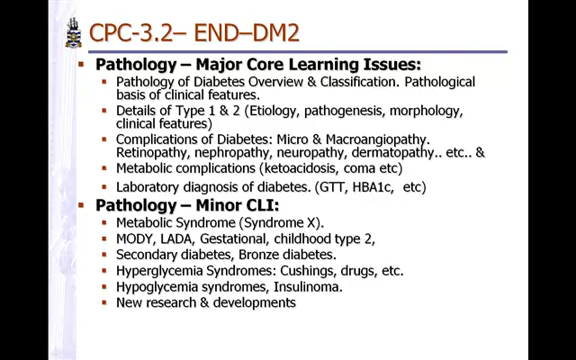 CPC-3.2– END–DM2
Pathology – Major Core Learning Issues:
Pathology of Diabetes Overview & Classification. Pathological
basis of clinical features.
Details of Type 1 & 2 (Etiology, pathogenesis, morphology,
clinical features)
Complications of Diabetes: Micro & Macroangiopathy.
Retinopathy, nephropathy, neuropathy, dermatopathy.. etc.. &
Metabolic complications (ketoacidosis, coma etc)
Laboratory diagnosis of diabetes. (GTT, HBA1c, etc)
Pathology – Minor CLI:
Metabolic Syndrome (Syndrome X).
MODY, LADA, Gestational, childhood type 2,
Secondary diabetes, Bronze diabetes.
Hyperglycemia Syndromes: Cushings, drugs, etc.
Hypoglycemia syndromes, Insulinoma.
New research & developments